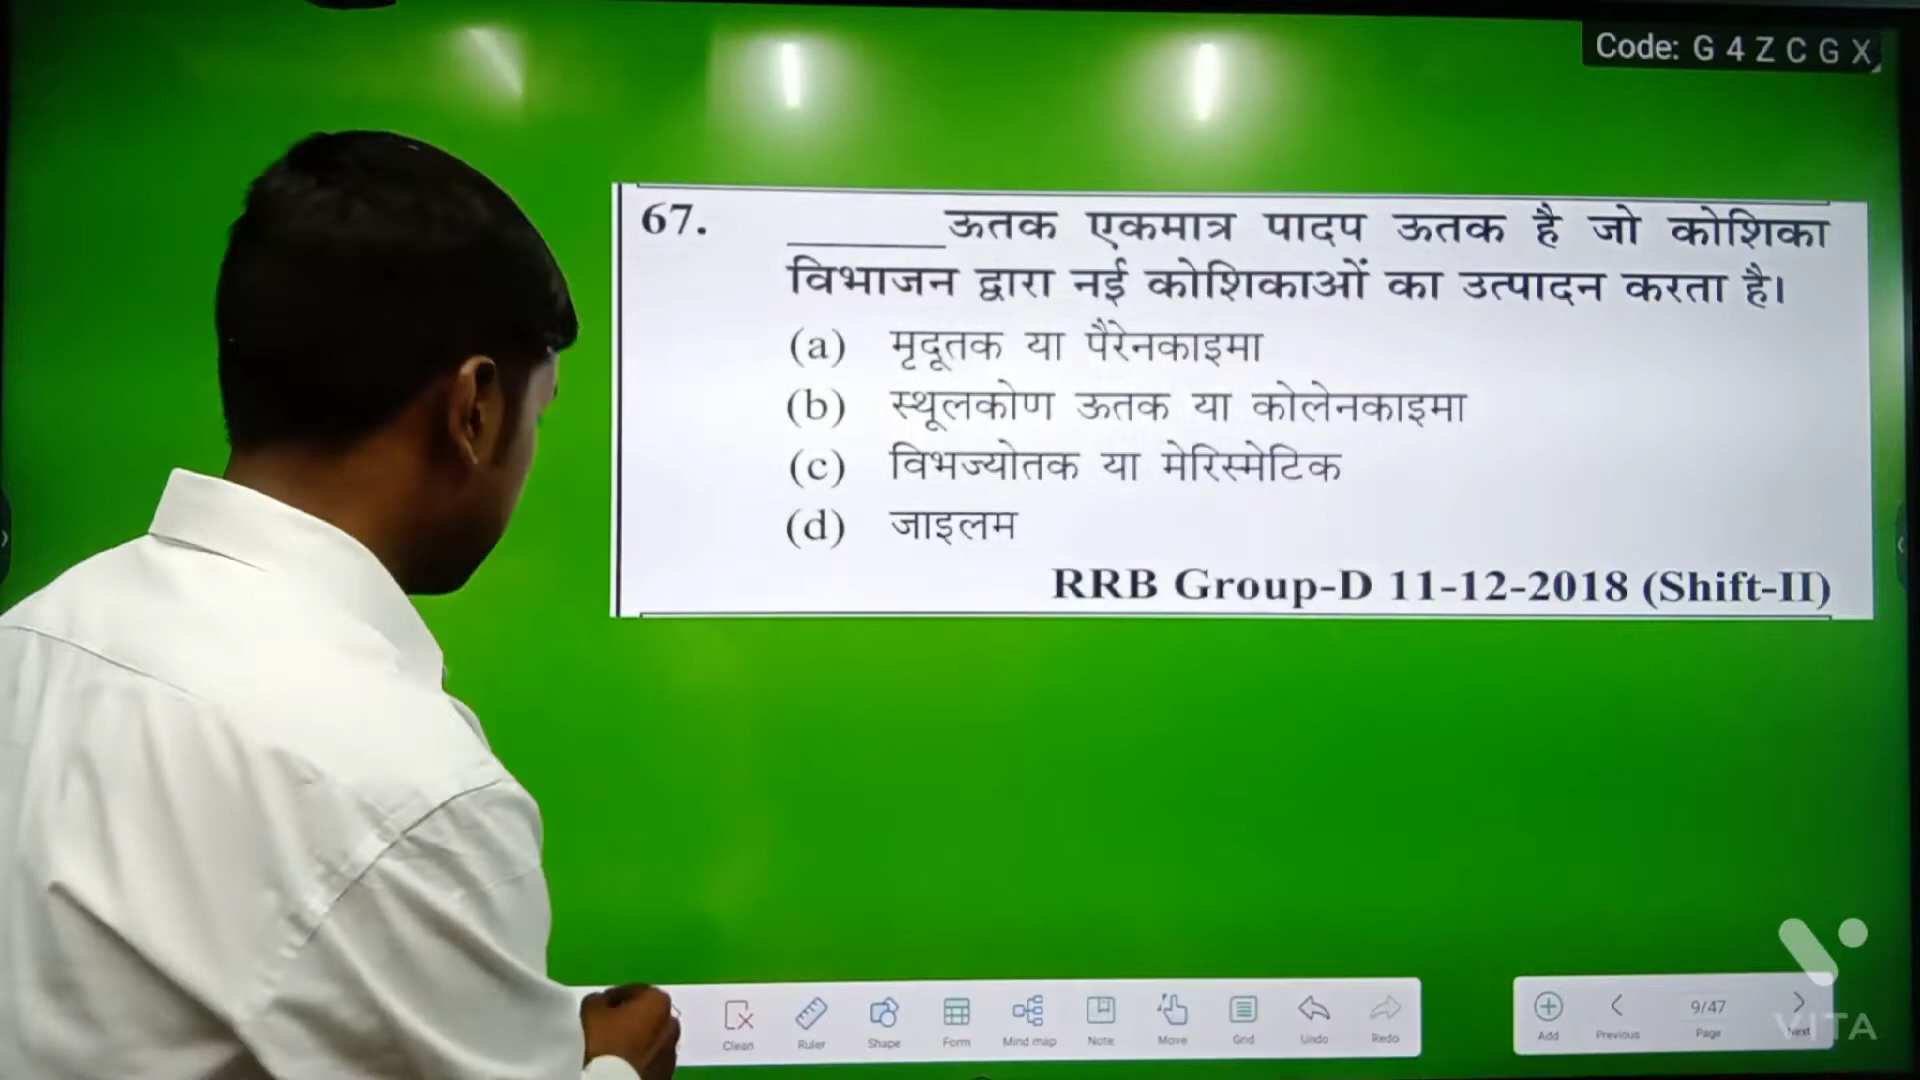 Code: G 4 Z C G X
67. ______ऊतक एकमात्र पादप ऊतक है जो कोशिका
विभाजन द्वारा नई कोशिकाओं का उत्पादन करता है।
(a) मृदूतक या पैरेनकाइमा
(b) स्थूलकोण ऊतक या कोलेनकाइमा
(c) विभज्योतक या मेरिस्मेटिक
(d) जाइलम
RRB Group-D 11-12-2018 (Shift-II)
Clean Ruler Shape Form Mind map Note Move Grid Undo Redo
9/47
Add Previous Page Next
VITA